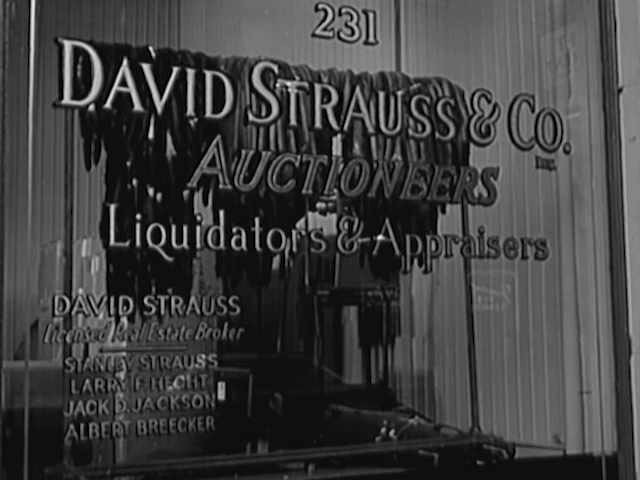 231
DAVID STRAUSS & CO.
INC.
AUCTIONEERS
Liquidators & Appraisers
DAVID STRAUSS
Licensed Real Estate Broker
STANLEY STRAUSS
LARRY F. HECHT
JACK D. JACKSON
ALBERT BREECKER